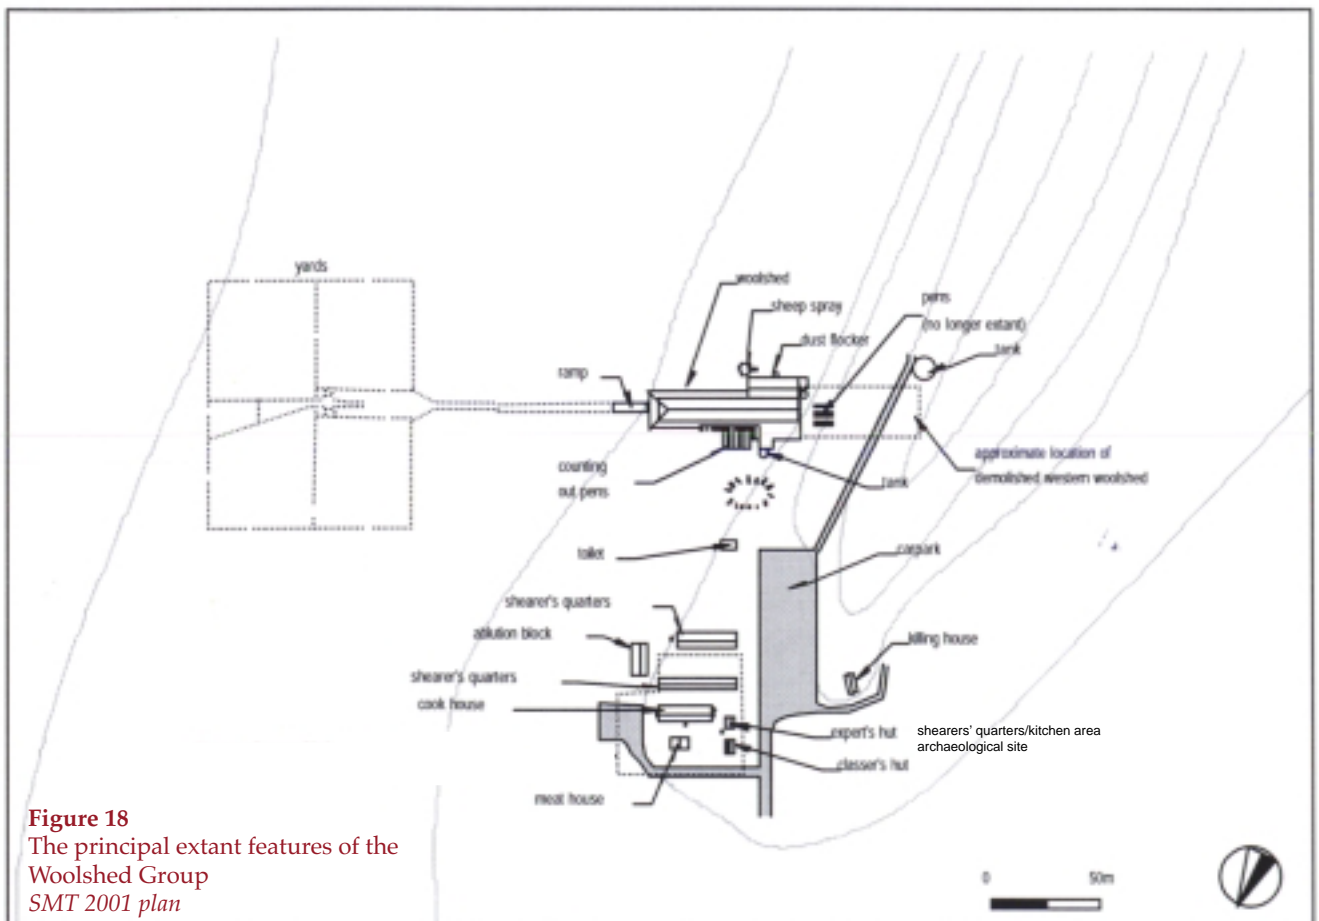 yards
woolshed
sheep spray
pens
(no longer extant)
dust flocker
tank
ramp
approximate location of
demolished western woolshed
counting
out pens
tank
toilet
carpark
shearer's quarters
ablution block
killing house
shearer's quarters
cook house
expert's hut
shearers' quarters/kitchen area
archaeological site
classer's hut
meat house
Figure 18
The principal extant features of the
Woolshed Group
SMT 2001 plan
0 50m